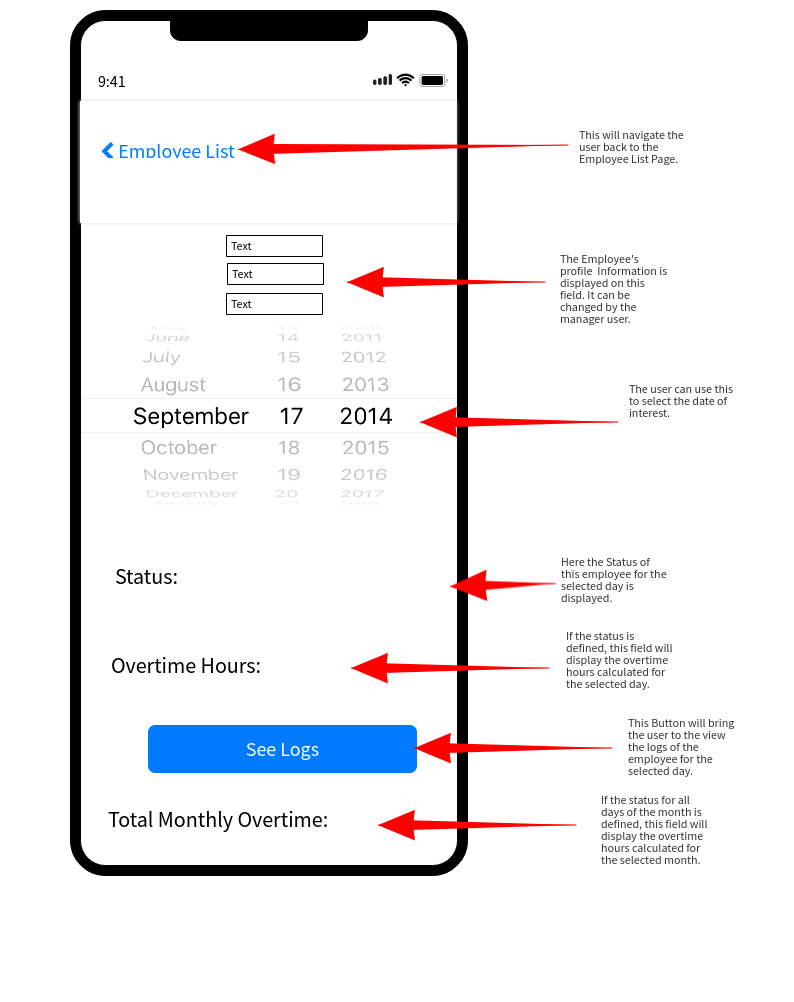 9:41
Employee List
This will navigate the
user back to the
Employee List Page.
Text
Text
Text
The Employee's
profile Information is
displayed on this
field. It can be
changed by the
manager user.
June 14 2011
July 15 2012
August 16 2013
September 17 2014
October 18 2015
November 19 2016
December 20 2017
The user can use this
to select the date of
interest.
Status:
Here the Status of
this employee for the
selected day is
displayed.
Overtime Hours:
If the status is
defined, this field will
display the overtime
hours calculated for
the selected day.
See Logs
This Button will bring
the user to the view
the logs of the
employee for the
selected day.
Total Monthly Overtime:
If the status for all
days of the month is
defined, this field will
display the overtime
hours calculated for
the selected month.